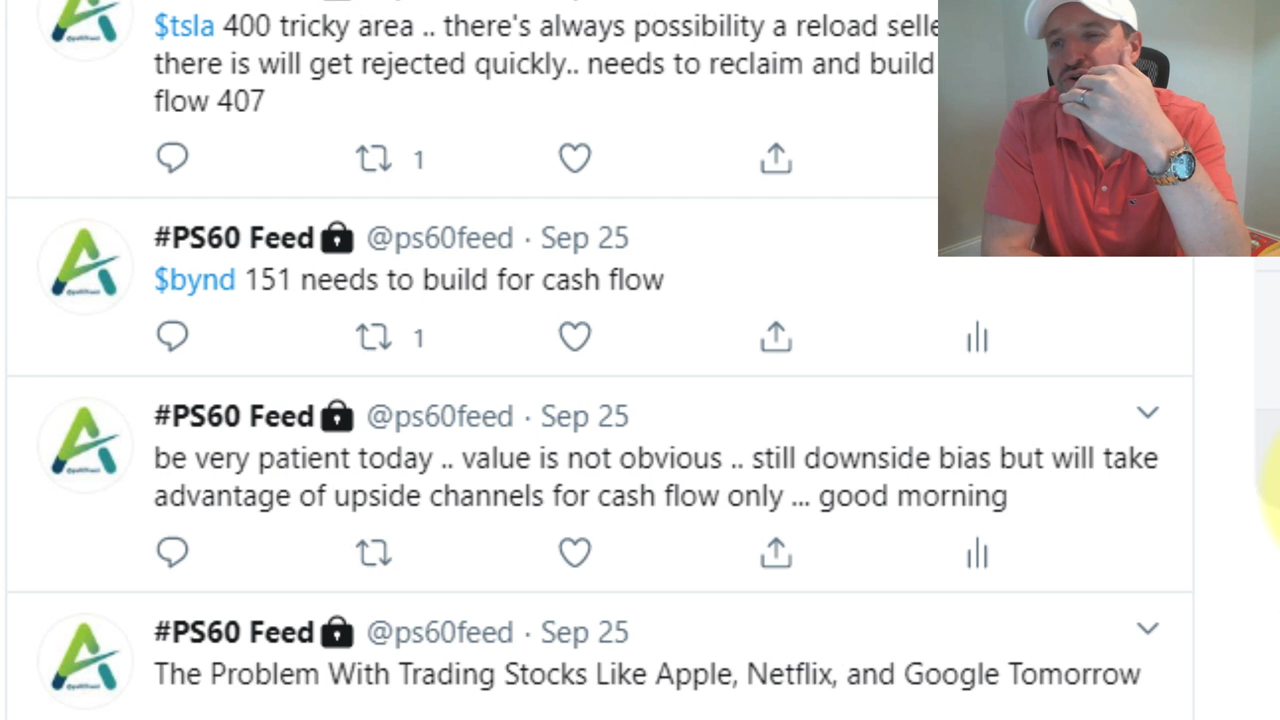 $tsla 400 tricky area .. there's always possibility a reload
there is will get rejected quickly.. needs to reclaim and build
flow 407
1
#PS60 Feed @ps60feed · Sep 25
$bynd 151 needs to build for cash flow
1
#PS60 Feed @ps60feed · Sep 25
be very patient today .. value is not obvious .. still downside bias but will take
advantage of upside channels for cash flow only ... good morning
#PS60 Feed @ps60feed · Sep 25
The Problem With Trading Stocks Like Apple, Netflix, and Google Tomorrow